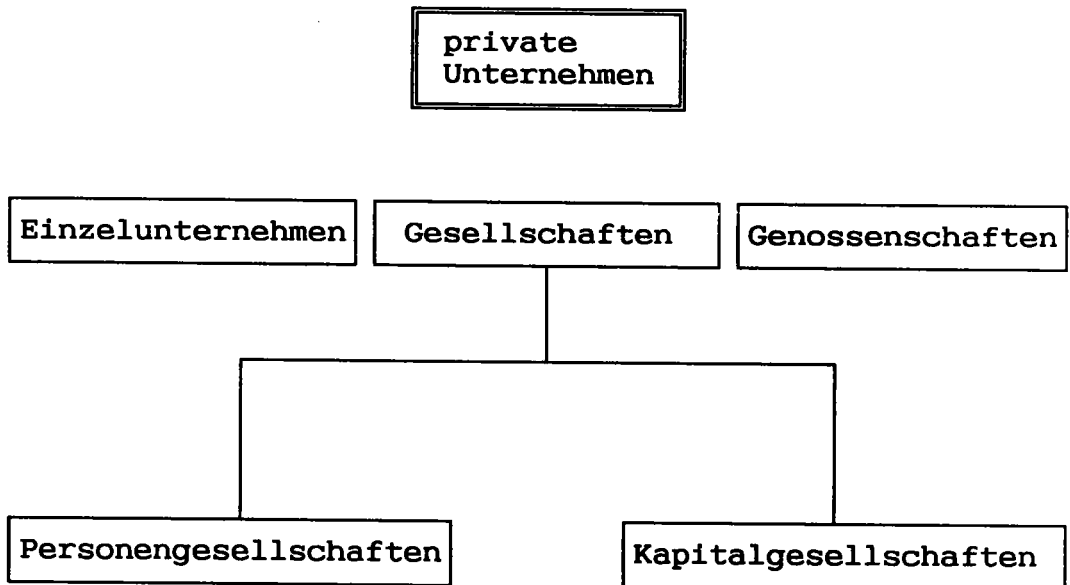 private
Unternehmen
Einzelunternehmen
Gesellschaften
Genossenschaften
Personengesellschaften
Kapitalgesellschaften